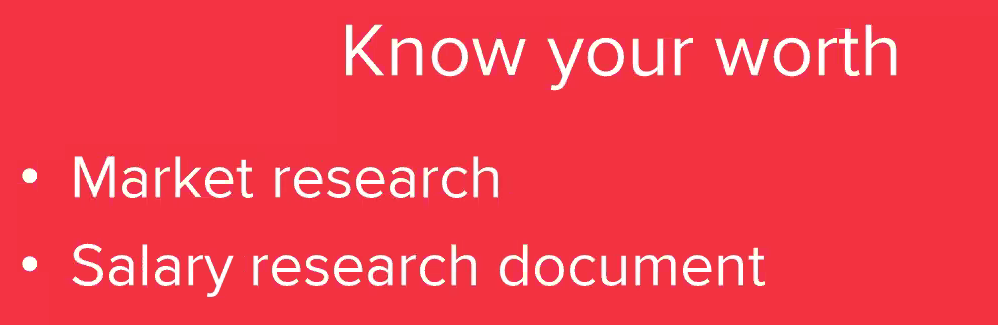 Know your worth
• Market research
• Salary research document